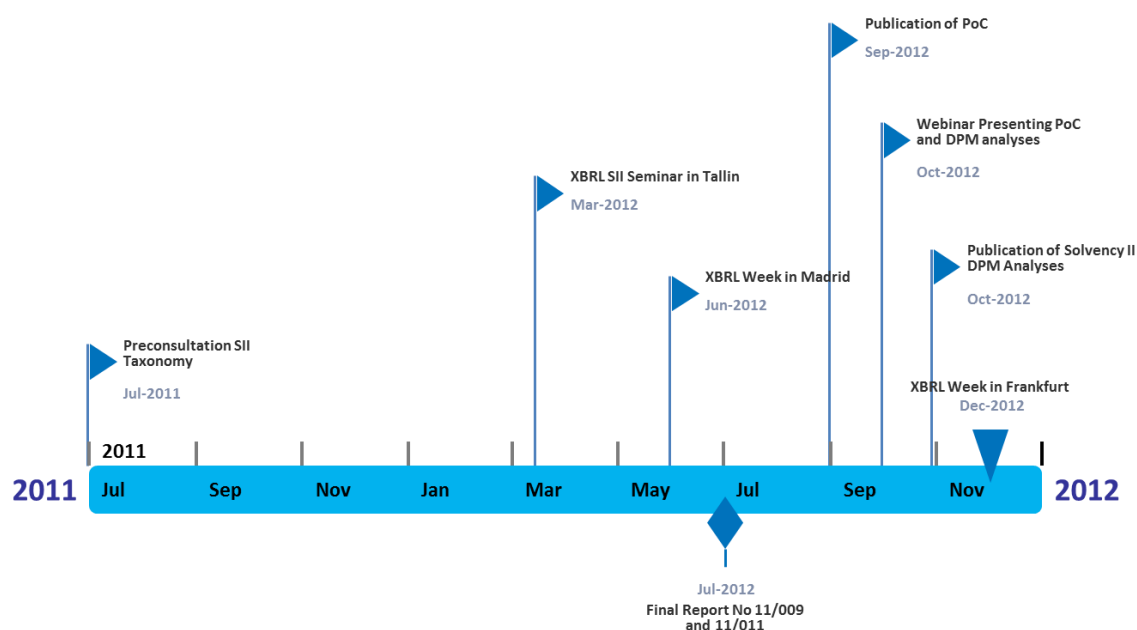 Publication of PoC
Sep-2012
Webinar Presenting PoC
and DPM analyses
Oct-2012
XBRL SII Seminar in Tallin
Mar-2012
Publication of Solvency II
DPM Analyses
Oct-2012
XBRL Week in Madrid
Jun-2012
Preconsultation SII
Taxonomy
Jul-2011
XBRL Week in Frankfurt
Dec-2012
2011
2011 Jul Sep Nov Jan Mar May Jul Sep Nov 2012
Jul-2012
Final Report No 11/009
and 11/011